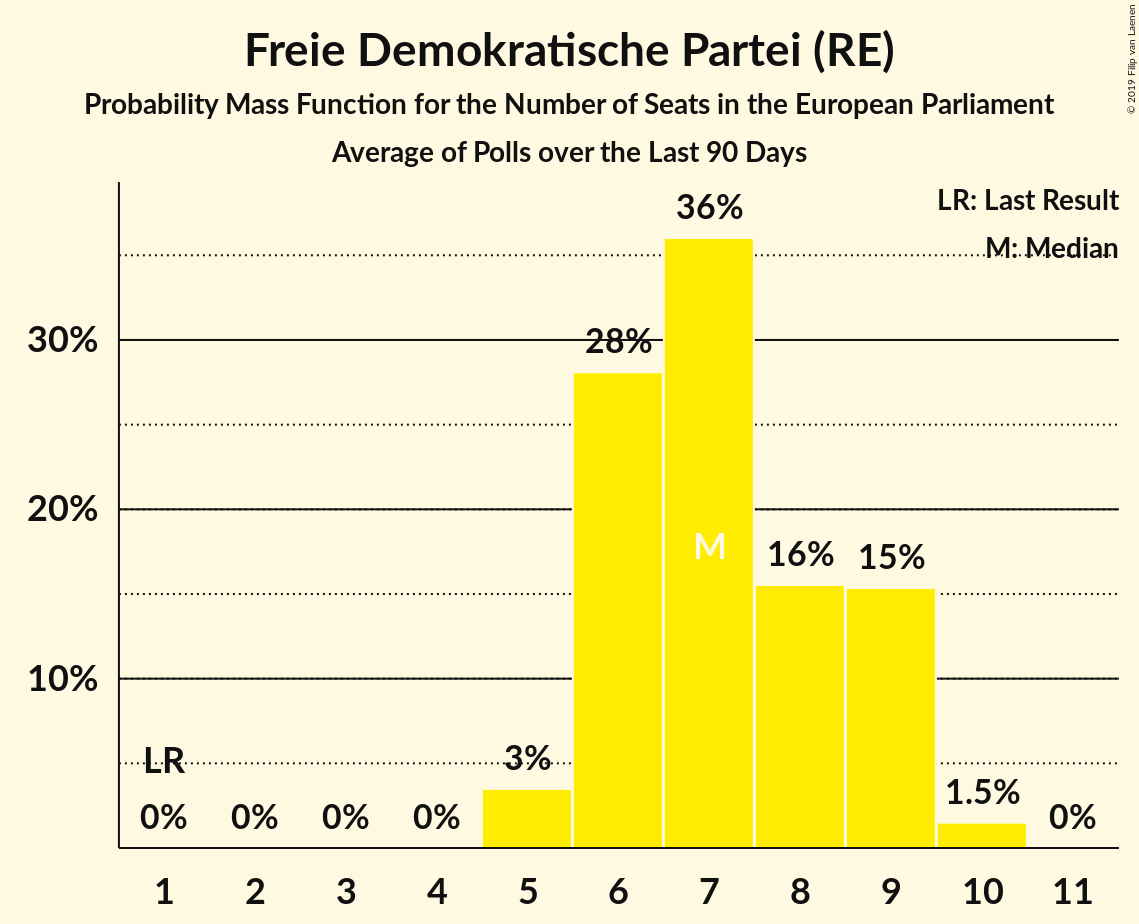 Freie Demokratische Partei (RE)
Probability Mass Function for the Number of Seats in the European Parliament
Average of Polls over the Last 90 Days
© 2019 Filip van Laenen
LR: Last Result
M: Median
36%
30%
28%
20%
M
16%
15%
10%
LR
3%
1.5%
0%
0%
0%
0%
0%
1 2 3 4 5 6 7 8 9 10 11